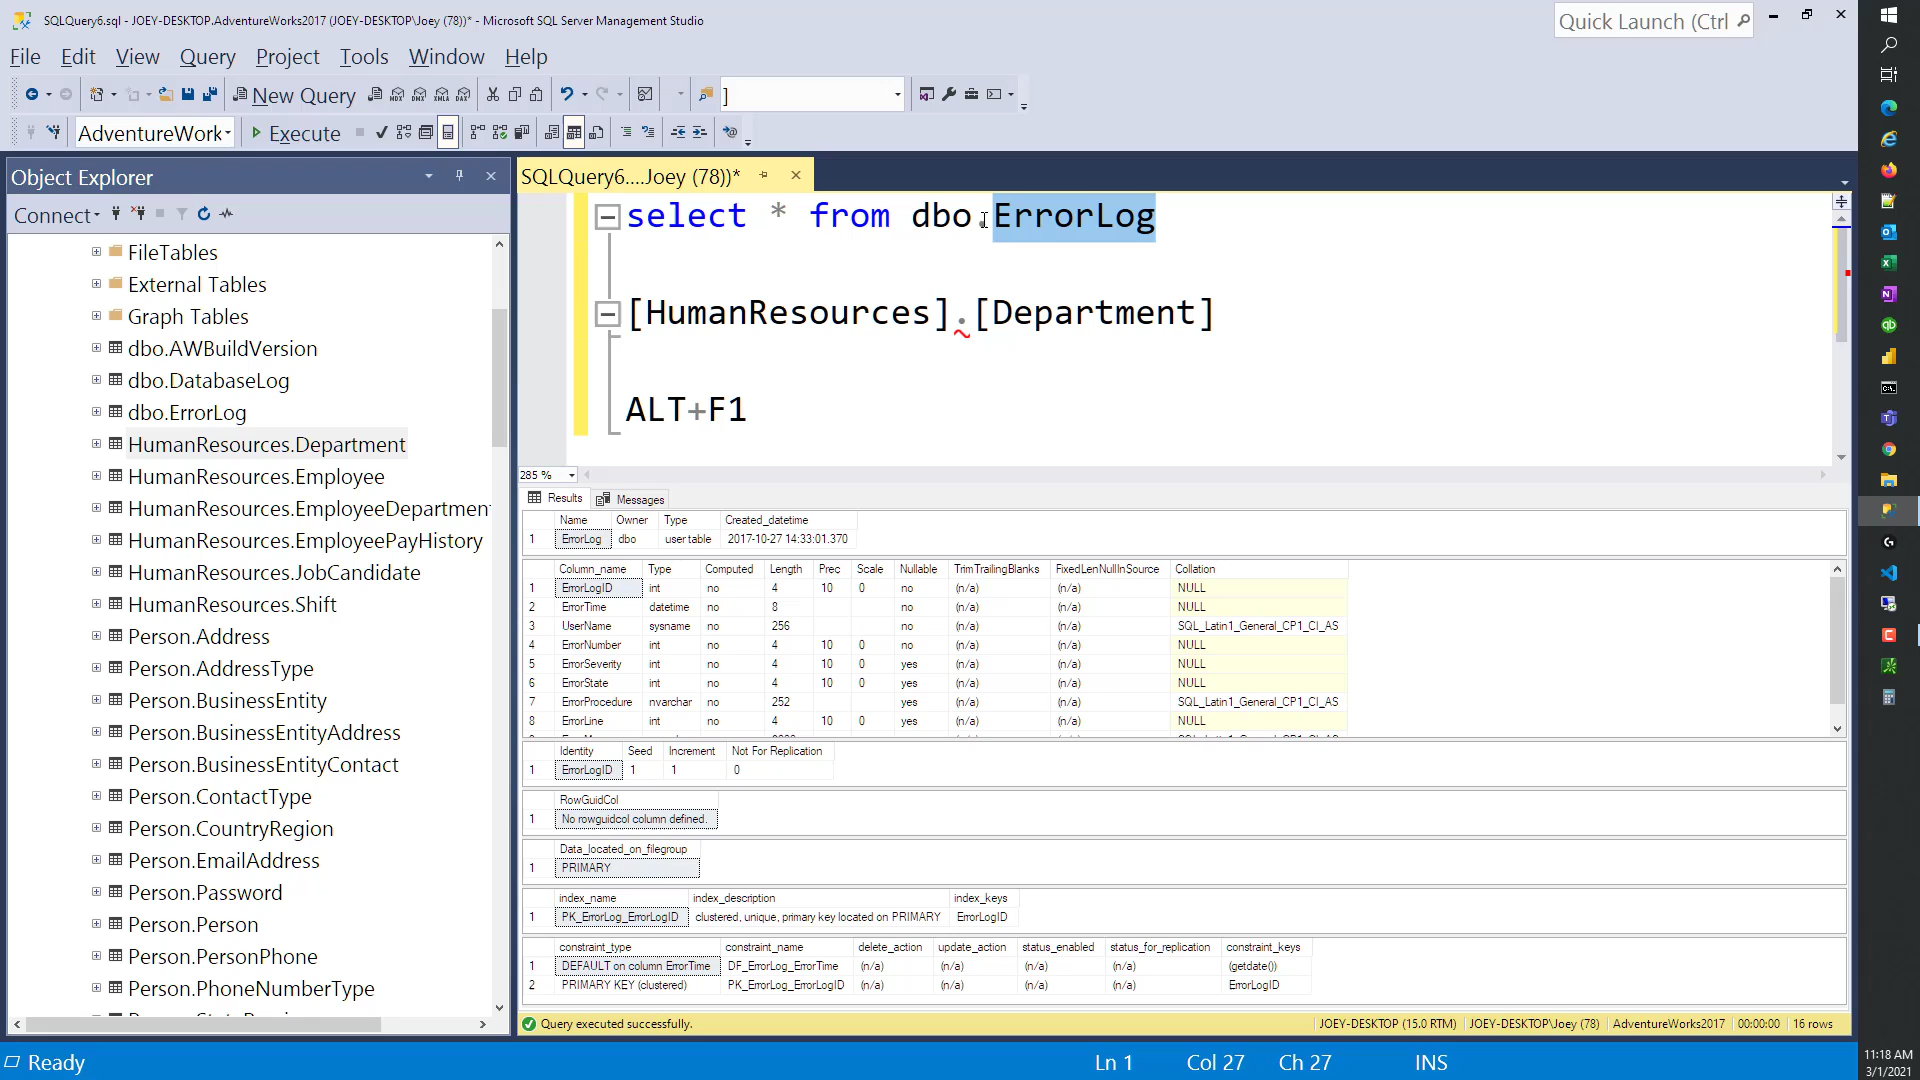 SQLQuery6.sql - JOEY-DESKTOP.AdventureWorks2017 (JOEY-DESKTOP\Joey (78))* - Microsoft SQL Server Management Studio
Quick Launch (Ctrl
File Edit View Query Project Tools Window Help
New Query MDX DMX XMLA DAX ]
AdventureWork Execute
Object Explorer
Connect
FileTables
External Tables
Graph Tables
dbo.AWBuildVersion
dbo.DatabaseLog
dbo.ErrorLog
HumanResources.Department
HumanResources.Employee
HumanResources.EmployeeDepartment
HumanResources.EmployeePayHistory
HumanResources.JobCandidate
HumanResources.Shift
Person.Address
Person.AddressType
Person.BusinessEntity
Person.BusinessEntityAddress
Person.BusinessEntityContact
Person.ContactType
Person.CountryRegion
Person.EmailAddress
Person.Password
Person.Person
Person.PersonPhone
Person.PhoneNumberType
SQLQuery6....Joey (78))*
select * from dbo.ErrorLog
[HumanResources].[Department]
ALT+F1
285 %
Results Messages
Name Owner Type Created_datetime
1 ErrorLog dbo user table 2017-10-27 14:33:01.370
Column_name Type Computed Length Prec Scale Nullable TrimTrailingBlanks FixedLenNullInSource Collation
1 ErrorLogID int no 4 10 0 no (n/a) (n/a) NULL
2 ErrorTime datetime no 8 no (n/a) (n/a) NULL
3 UserName sysname no 256 no (n/a) (n/a) SQL_Latin1_General_CP1_CI_AS
4 ErrorNumber int no 4 10 0 no (n/a) (n/a) NULL
5 ErrorSeverity int no 4 10 0 yes (n/a) (n/a) NULL
6 ErrorState int no 4 10 0 yes (n/a) (n/a) NULL
7 ErrorProcedure nvarchar no 252 yes (n/a) (n/a) SQL_Latin1_General_CP1_CI_AS
8 ErrorLine int no 4 10 0 yes (n/a) (n/a) NULL
Identity Seed Increment Not For Replication
1 ErrorLogID 1 1 0
RowGuidCol
1 No rowguidcol column defined.
Data_located_on_filegroup
1 PRIMARY
index_name index_description index_keys
1 PK_ErrorLog_ErrorLogID clustered, unique, primary key located on PRIMARY ErrorLogID
constraint_type constraint_name delete_action update_action status_enabled status_for_replication constraint_keys
1 DEFAULT on column ErrorTime DF_ErrorLog_ErrorTime (n/a) (n/a) (n/a) (n/a) (getdate())
2 PRIMARY KEY (clustered) PK_ErrorLog_ErrorLogID (n/a) (n/a) (n/a) (n/a) ErrorLogID
Query executed successfully. JOEY-DESKTOP (15.0 RTM) JOEY-DESKTOP\Joey (78) AdventureWorks2017 00:00:00 16 rows
Ready Ln 1 Col 27 Ch 27 INS
11:18 AM
3/1/2021